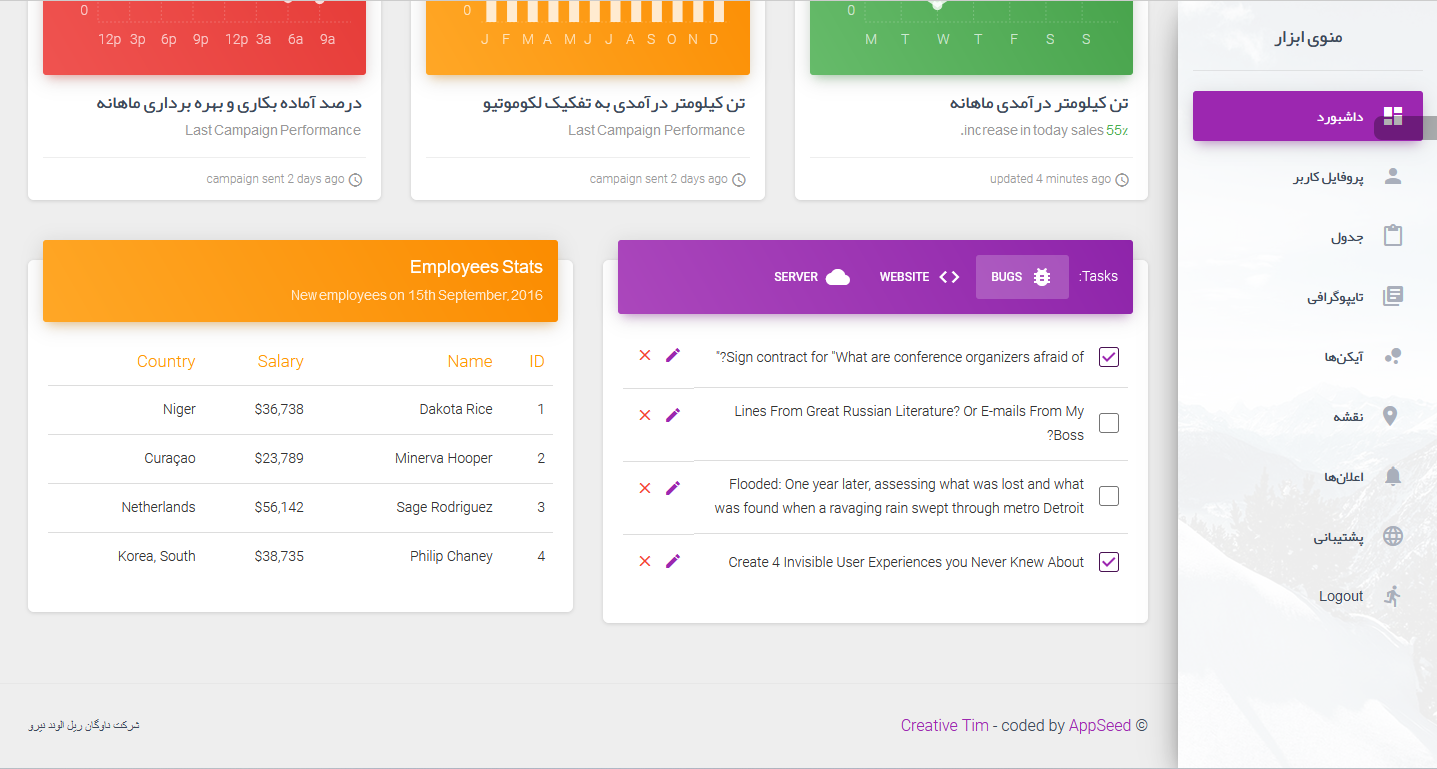 منوی ابزار
داشبورد
پروفایل کاربر
جدول
تایپوگرافی
آیکن‌ها
نقشه
اعلان‌ها
پشتیبانی
Logout
0
M T W T F S S
تن کیلومتر درآمدی ماهانه
55٪ increase in today sales.
updated 4 minutes ago
0
J F M A M J J A S O N D
تن کیلومتر درآمدی به تفکیک لکوموتیو
Last Campaign Performance
campaign sent 2 days ago
0
12p 3p 6p 9p 12p 3a 6a 9a
درصد آماده بکاری و بهره برداری ماهانه
Last Campaign Performance
campaign sent 2 days ago
Tasks: BUGS WEBSITE SERVER
Sign contract for "What are conference organizers afraid of?"
Lines From Great Russian Literature? Or E-mails From My
Boss?
Flooded: One year later, assessing what was lost and what
was found when a ravaging rain swept through metro Detroit
Create 4 Invisible User Experiences you Never Knew About
Employees Stats
New employees on 15th September, 2016
ID Name Salary Country
1 Dakota Rice $36,738 Niger
2 Minerva Hooper $23,789 Curaçao
3 Sage Rodriguez $56,142 Netherlands
4 Philip Chaney $38,735 Korea, South
© Creative Tim - coded by AppSeed
شرکت ناوگان ریل الوند نیرو